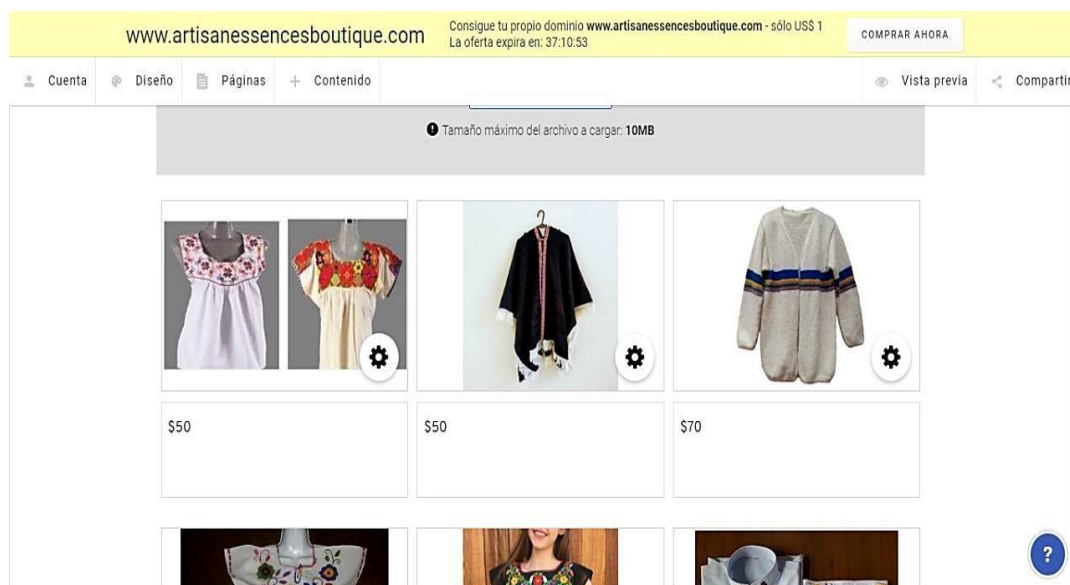 www.artisanessencesboutique.com
Consigue tu propio dominio www.artisanessencesboutique.com - sólo US$ 1
La oferta expira en: 37:10:53
COMPRAR AHORA
Cuenta
Diseño
Páginas
+ Contenido
Vista previa
Compartir
Tamaño máximo del archivo a cargar: 10MB
$50
$50
$70
?